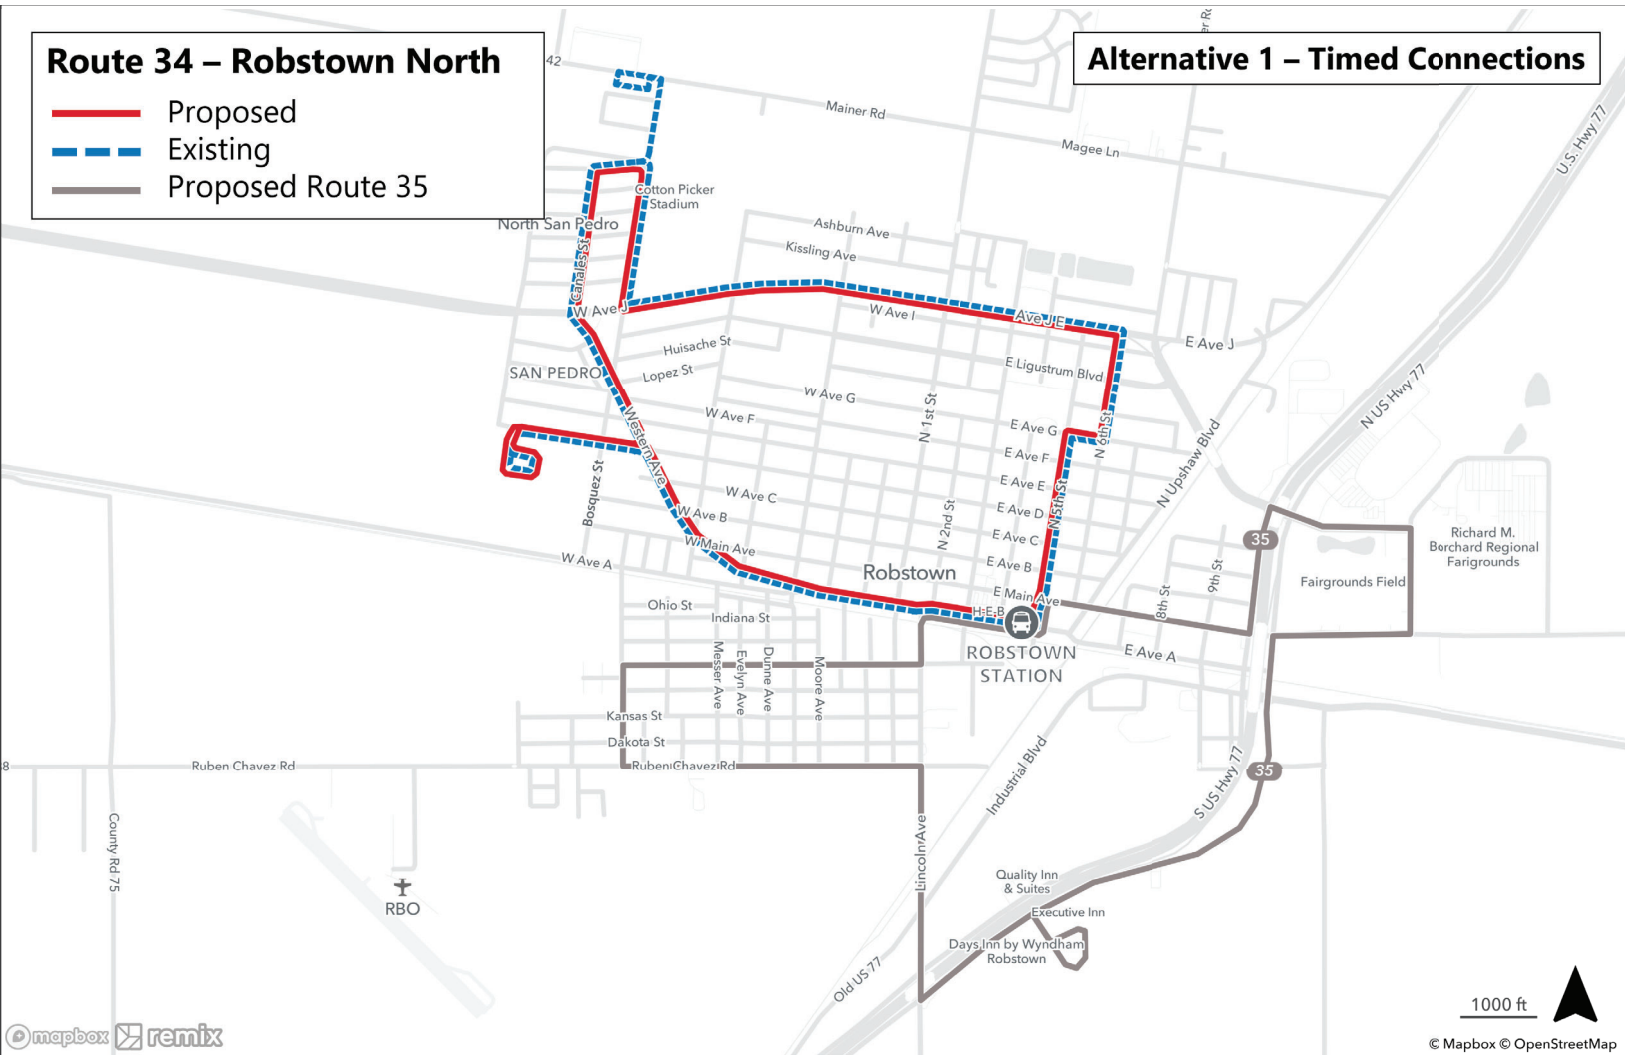 Route 34 – Robstown North
Proposed
Existing
Proposed Route 35
Alternative 1 – Timed Connections
42
Mainer Rd
Magee Ln
U.S. Hwy 77
Cotton Picker
Stadium
North San Pedro
Ashburn Ave
Kissling Ave
Canales St
W Ave J
W Ave I
Ave J E
E Ave J
Huisache St
SAN PEDRO
Lopez St
E Ligustrum Blvd
N US Hwy 77
W Ave G
W Ave F
N 1st St
E Ave G
N 6th St
Western Ave
E Ave F
N Upshaw Blvd
Bosquez St
W Ave C
E Ave E
N 5th St
W Ave B
E Ave D
N 2nd St
E Ave C
W Main Ave
35
Richard M.
Borchard Regional
Farigrounds
W Ave A
E Ave B
Robstown
9th St
8th St
Fairgrounds Field
E Main Ave
H-E-B
Ohio St
Indiana St
ROBSTOWN
STATION
E Ave A
Messer Ave
Evelyn Ave
Dunne Ave
Moore Ave
Kansas St
Dakota St
8
Ruben Chavez Rd
Ruben Chavez Rd
35
Industrial Blvd
S US Hwy 77
County Rd 75
Lincoln Ave
Quality Inn
& Suites
RBO
Executive Inn
Days Inn by Wyndham
Robstown
Old US 77
1000 ft
mapbox
remix
© Mapbox © OpenStreetMap